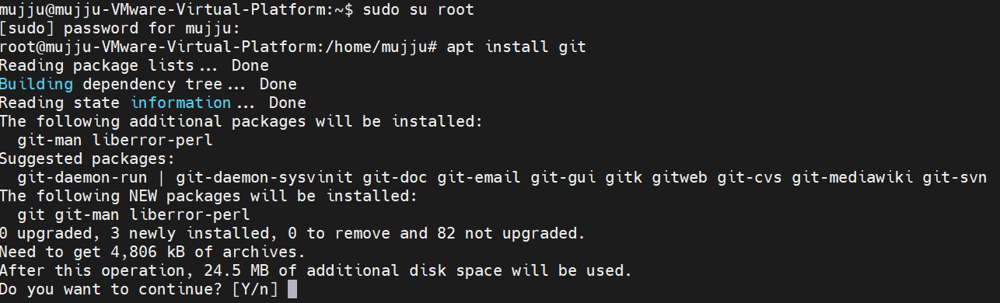 mujju@mujju-VMware-Virtual-Platform:~$ sudo su root
[sudo] password for mujju:
root@mujju-VMware-Virtual-Platform:/home/mujju# apt install git
Reading package lists... Done
Building dependency tree... Done
Reading state information... Done
The following additional packages will be installed:
  git-man liberror-perl
Suggested packages:
  git-daemon-run | git-daemon-sysvinit git-doc git-email git-gui gitk gitweb git-cvs git-mediawiki git-svn
The following NEW packages will be installed:
  git git-man liberror-perl
0 upgraded, 3 newly installed, 0 to remove and 82 not upgraded.
Need to get 4,806 kB of archives.
After this operation, 24.5 MB of additional disk space will be used.
Do you want to continue? [Y/n]